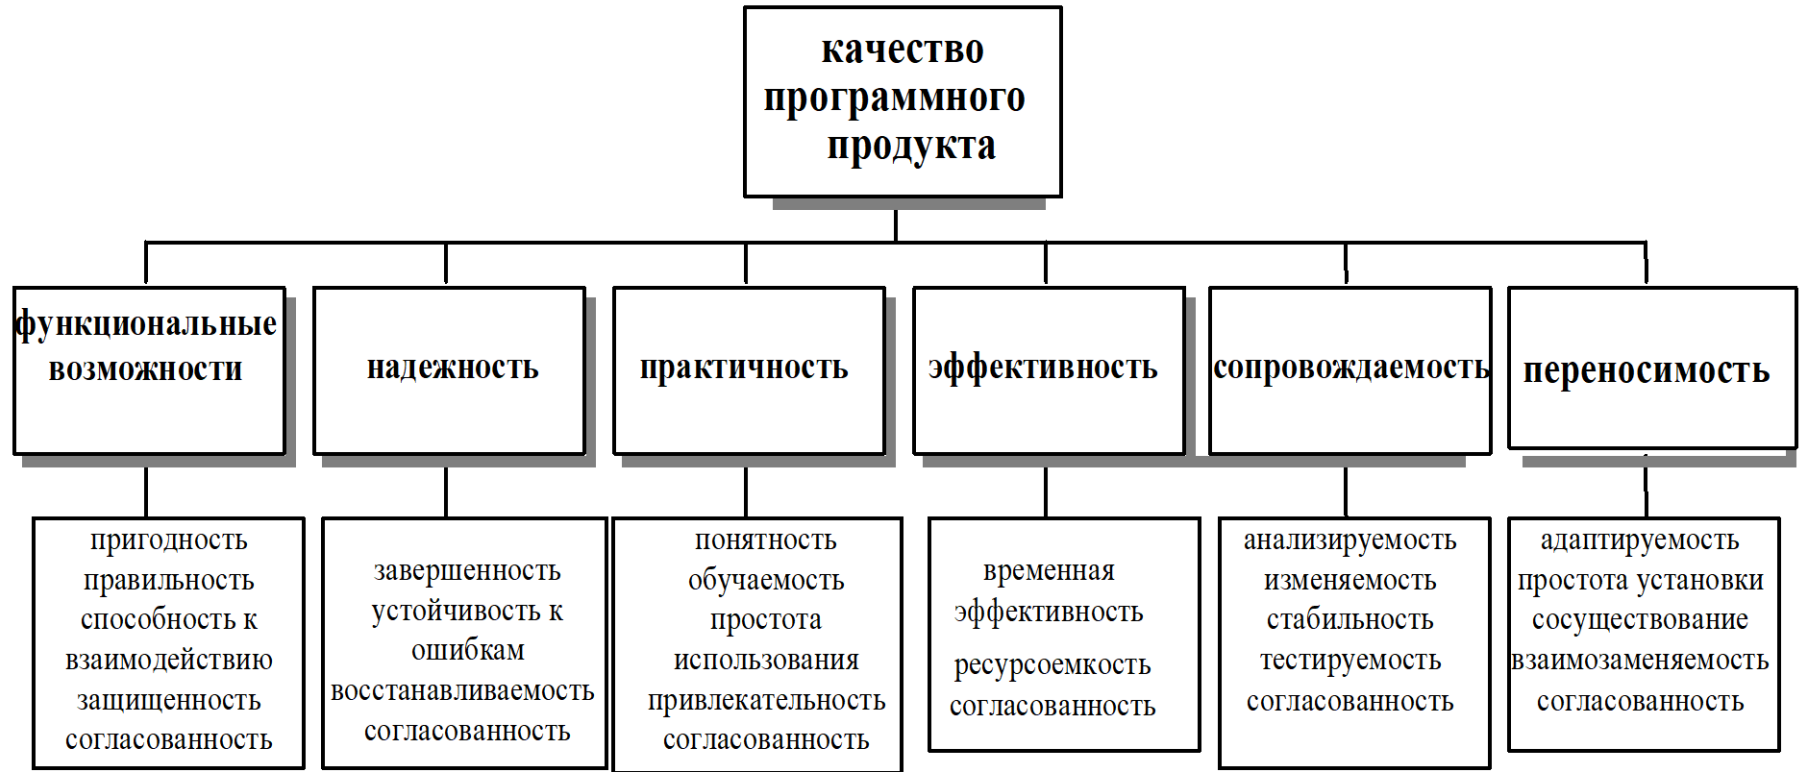 качество
программного
продукта
функциональные
возможности
надежность
практичность
эффективность
сопровождаемость
переносимость
пригодность
правильность
способность к
взаимодействию
защищенность
согласованность
завершенность
устойчивость к
ошибкам
восстанавливаемость
согласованность
понятность
обучаемость
простота
использования
привлекательность
согласованность
временная
эффективность
ресурсоемкость
согласованность
анализируемость
изменяемость
стабильность
тестируемость
согласованность
адаптируемость
простота установки
сосуществование
взаимозаменяемость
согласованность